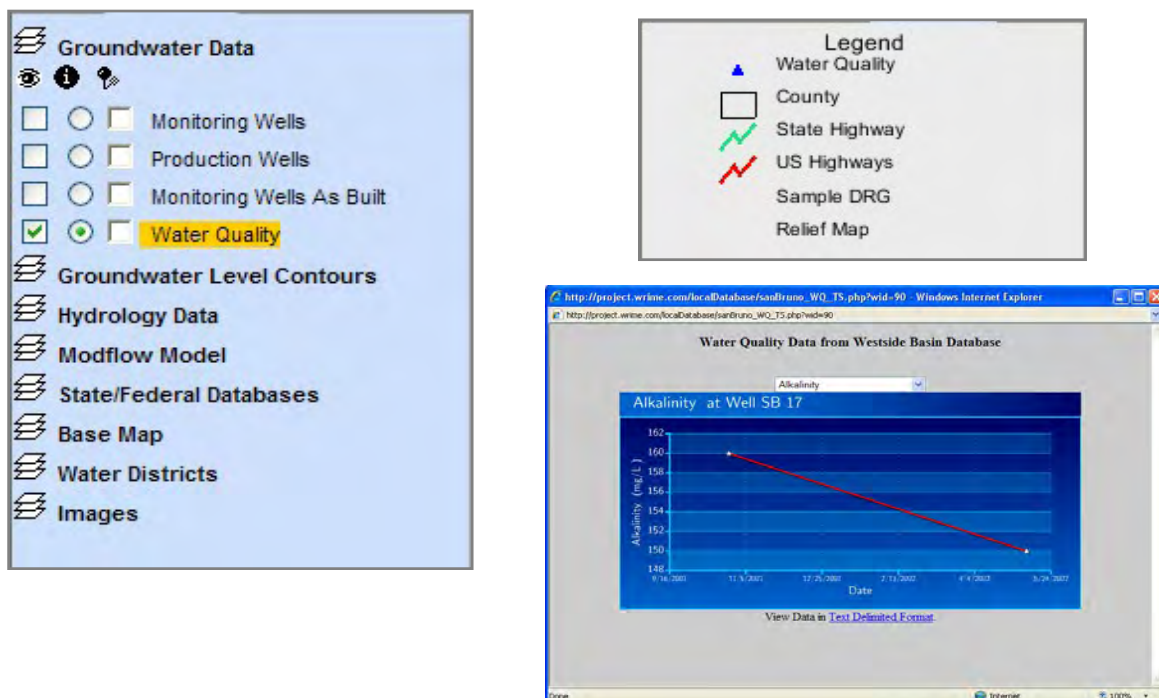 Groundwater Data
Monitoring Wells
Production Wells
Monitoring Wells As Built
Water Quality
Groundwater Level Contours
Hydrology Data
Modflow Model
State/Federal Databases
Base Map
Water Districts
Images
Legend
Water Quality
County
State Highway
US Highways
Sample DRG
Relief Map
http://project.wrime.com/localDatabase/sanBruno_WQ_TS.php?wid=90 - Windows Internet Explorer
http://project.wrime.com/localDatabase/sanBruno_WQ_TS.php?wid=90
Water Quality Data from Westside Basin Database
Alkalinity
Alkalinity at Well SB 17
Alkalinity (mg/L)
162
160
158
156
154
152
150
148
Date
View Data in Text Delimited Format.
Done
Internet
100%